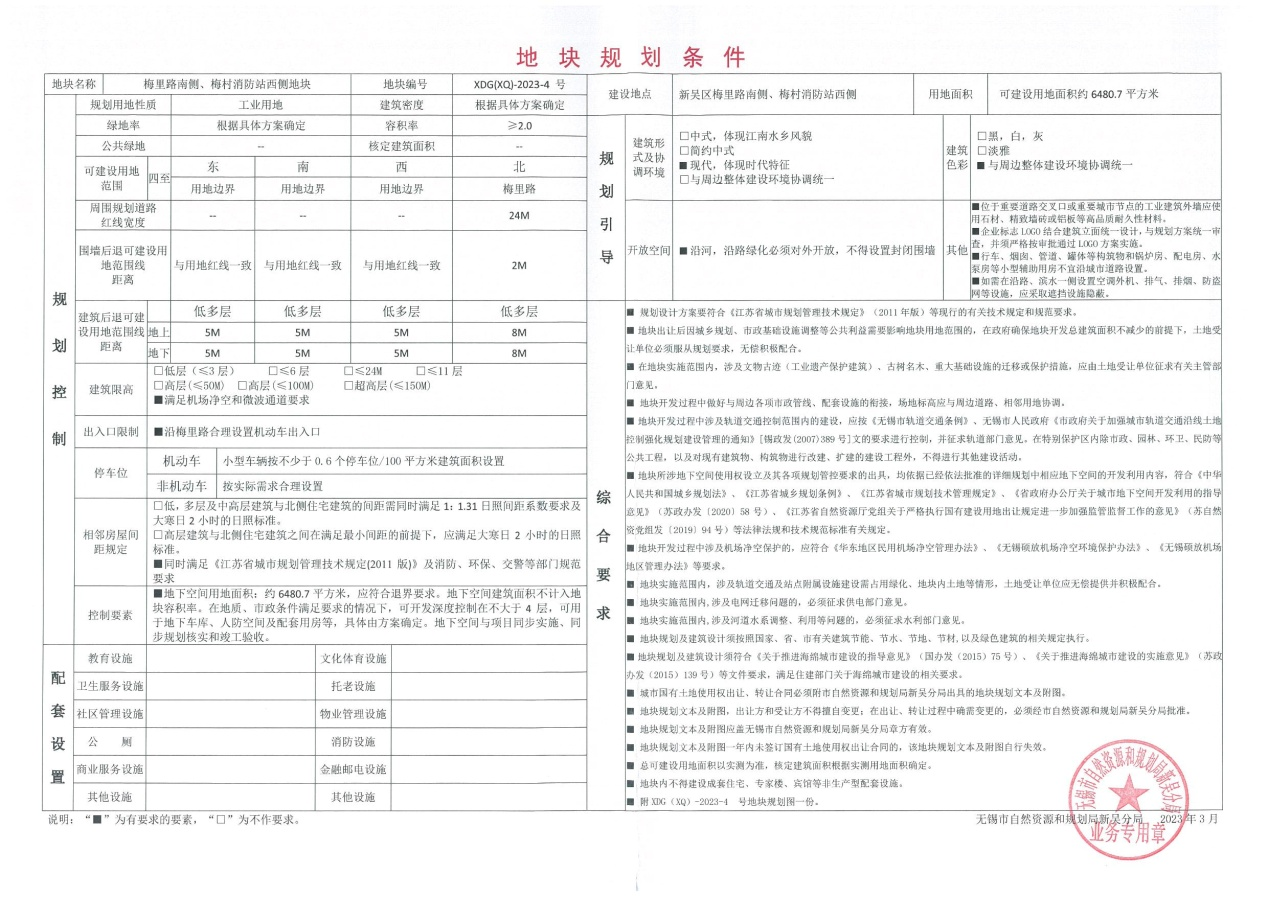 地块规划条件
地块名称 梅里路南侧、梅村消防站西侧地块 地块编号 XDG(XQ)-2023-4 号
建设地点 新吴区梅里路南侧、梅村消防站西侧 用地面积 可建设用地面积约 6480.7 平方米
规划控制
规划用地性质 工业用地 建筑密度 根据具体方案确定
绿地率 根据具体方案确定 容积率 ≥2.0
公共绿地 -- 核定建筑面积 --
可建设用地
范围
四至
东 南 西 北
用地边界 用地边界 用地边界 梅里路
周围规划道路
红线宽度
-- -- -- 24M
围墙后退可建设用
地范围线
距离
与用地红线一致 与用地红线一致 与用地红线一致 2M
建筑后退可建
设用地范围线
距离
低多层 低多层 低多层 低多层
地上 5M 5M 5M 8M
地下 5M 5M 5M 8M
建筑限高
□低层（≤3 层） □≤6层 □≤24M □≤11 层
□高层(≤50M) □高层(≤100M) □超高层(≤150M)
■满足机场净空和微波通道要求
出入口限制 ■沿梅里路合理设置机动车出入口
停车位
机动车 小型车辆按不少于 0.6 个停车位/100 平方米建筑面积设置
非机动车 按实际需求合理设置
相邻房屋间
距规定
□低，多层及中高层建筑与北侧住宅建筑的间距需同时满足 1：1.31 日照间距系数要求及
大寒日 2 小时的日照标准。
□高层建筑与北侧住宅建筑之间在满足最小间距的前提下，应满足大寒日 2 小时的日照
标准。
■同时满足《江苏省城市规划管理技术规定(2011 版)》及消防、环保、交警等部门规范
要求
控制要素
■地下空间用地面积：约 6480.7 平方米，应符合退界要求。地下空间建筑面积不计入地
块容积率。在地质、市政条件满足要求的情况下，可开发深度控制在不大于 4 层，可用
于地下车库、人防空间及配套用房等，具体由方案确定。地下空间与项目同步实施、同
步规划核实和竣工验收。
配套设置
教育设施 文化体育设施
卫生服务设施 托老设施
社区管理设施 物业管理设施
公 厕 消防设施
商业服务设施 金融邮电设施
其他设施 其他设施
说明：“■”为有要求的要素，“□”为不作要求。
规划引导
建筑形
式及协
调环境
□中式，体现江南水乡风貌
□简约中式
■现代，体现时代特征
□与周边整体建设环境协调统一
建筑
色彩
□黑，白，灰
□淡雅
■与周边整体建设环境协调统一
开放空间 ■沿河，沿路绿化必须对外开放，不得设置封闭围墙
其他
■位于重要道路交叉口或重要城市节点的工业建筑外墙应使
用石材、精致墙砖或铝板等高品质耐久性材料。
■企业标志 LOGO 结合建筑立面统一设计，与规划方案统一审
查，并须严格按审批通过 LOGO 方案实施。
■行车、烟囱、管道、罐体等构筑物和锅炉房、配电房、水
泵房等小型辅助用房不宜沿城市道路设置。
■如需在沿路、滨水一侧设置空调外机、排气、排烟、防盗
网等设施，应采取遮挡设施隐蔽。
综合要求
■ 规划设计方案要符合《江苏省城市规划管理技术规定》（2011 年版）等现行的有关技术规定和规范要求。
■ 地块出让后因城乡规划、市政基础设施调整等公共利益需要影响地块用地范围的，在政府确保地块开发总建筑面积不减少的前提下，土地受
让单位必须服从规划要求，无偿积极配合。
■ 在地块实施范围内，涉及文物古迹（工业遗产保护建筑）、古树名木、重大基础设施的迁移或保护措施，应由土地受让单位征求有关主管部
门意见。
■ 地块开发过程中做好与周边各项市政管线、配套设施的衔接，场地标高应与周边道路、相邻用地协调。
■ 地块开发过程中涉及轨道交通控制范围内的建设，应按《无锡市轨道交通条例》、无锡市人民政府《市政府关于加强城市轨道交通沿线土地
控制强化规划建设管理的通知》[锡政发(2007)389 号]文的要求进行控制，并征求轨道部门意见。在特别保护区内除市政、园林、环卫、民防等
公共工程，以及对现有建筑物、构筑物进行改建、扩建的建设工程外，不得进行其他建设活动。
■ 地块所涉地下空间使用权设立及其各项规划管控要求的出具，均依据已经依法批准的详细规划中相应地下空间的开发利用内容，符合《中华
人民共和国城乡规划法》、《江苏省城乡规划条例》、《江苏省城市规划技术管理规定》、《省政府办公厅关于城市地下空间开发利用的指导
意见》（苏政办发〔2020〕58 号）、《江苏省自然资源厅党组关于严格执行国有建设用地出让规定进一步加强监管监督工作的意见》（苏自然
资党组发〔2019〕94 号）等法律法规和技术规范标准有关规定。
■ 地块开发过程中涉及机场净空保护的，应符合《华东地区民用机场净空管理办法》、《无锡硕放机场净空环境保护办法》、《无锡硕放机场
地区管理办法》等要求。
■ 地块实施范围内，涉及轨道交通及站点附属设施建设需占用绿化、地块内土地等情形，土地受让单位应无偿提供并积极配合。
■ 地块实施范围内,涉及电网迁移问题的，必须征求供电部门意见。
■ 地块实施范围内,涉及河道水系调整、利用等问题的，必须征求水利部门意见。
■ 地块规划及建筑设计须按照国家、省、市有关建筑节能、节水、节地、节材,以及绿色建筑的相关规定执行。
■ 地块规划及建筑设计须符合《关于推进海绵城市建设的指导意见》（国办发（2015）75 号）、《关于推进海绵城市建设的实施意见》（苏政
办发（2015）139 号）等文件要求，满足住建部门关于海绵城市建设的相关要求。
■ 城市国有土地使用权出让、转让合同必须附市自然资源和规划局新吴分局出具的地块规划文本及附图。
■ 地块规划文本及附图，出让方和受让方不得擅自变更；在出让、转让过程中确需变更的，必须经市自然资源和规划局新吴分局批准。
■ 地块规划文本及附图应盖无锡市自然资源和规划局新吴分局章方有效。
■ 地块规划文本及附图一年内未签订国有土地使用权出让合同的，该地块规划文本及附图自行失效。
■ 总可建设用地面积以实测为准，核定建筑面积根据实测用地面积确定。
■ 地块内不得建设成套住宅、专家楼、宾馆等非生产型配套设施。
■ 附 XDG（XQ）-2023-4 号地块规划图一份。
无锡市自然资源和规划局新吴分局 2023 年 3 月
无锡市自然资源和规划局新吴分局
业务专用章